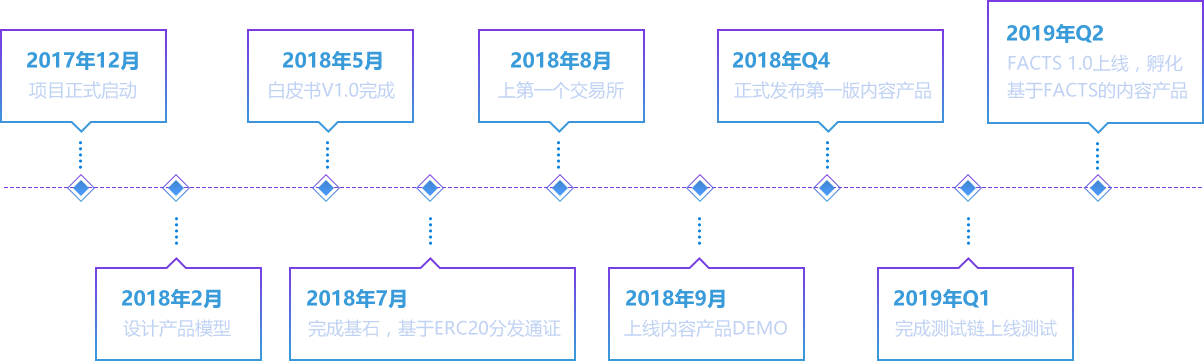 2017年12月
项目正式启动
2018年2月
设计产品模型
2018年5月
白皮书V1.0完成
2018年7月
完成基石，基于ERC20分发通证
2018年8月
上第一个交易所
2018年9月
上线内容产品DEMO
2018年Q4
正式发布第一版内容产品
2019年Q1
完成测试链上线测试
2019年Q2
FACTS 1.0上线，孵化
基于FACTS的内容产品